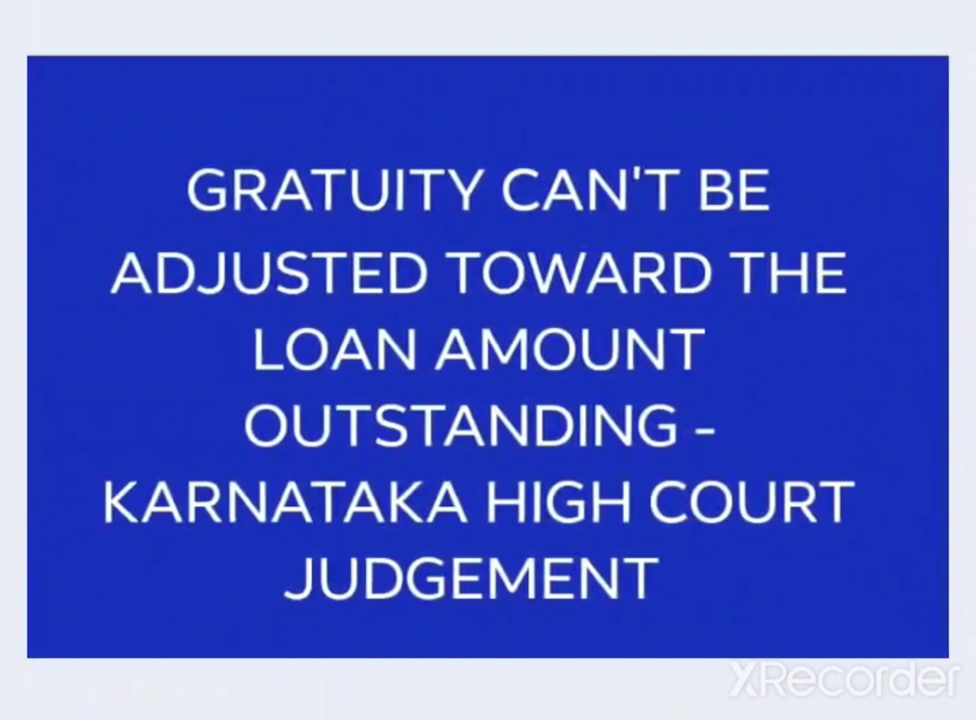 GRATUITY CAN'T BE
ADJUSTED TOWARD THE
LOAN AMOUNT
OUTSTANDING -
KARNATAKA HIGH COURT
JUDGEMENT
XRecorder